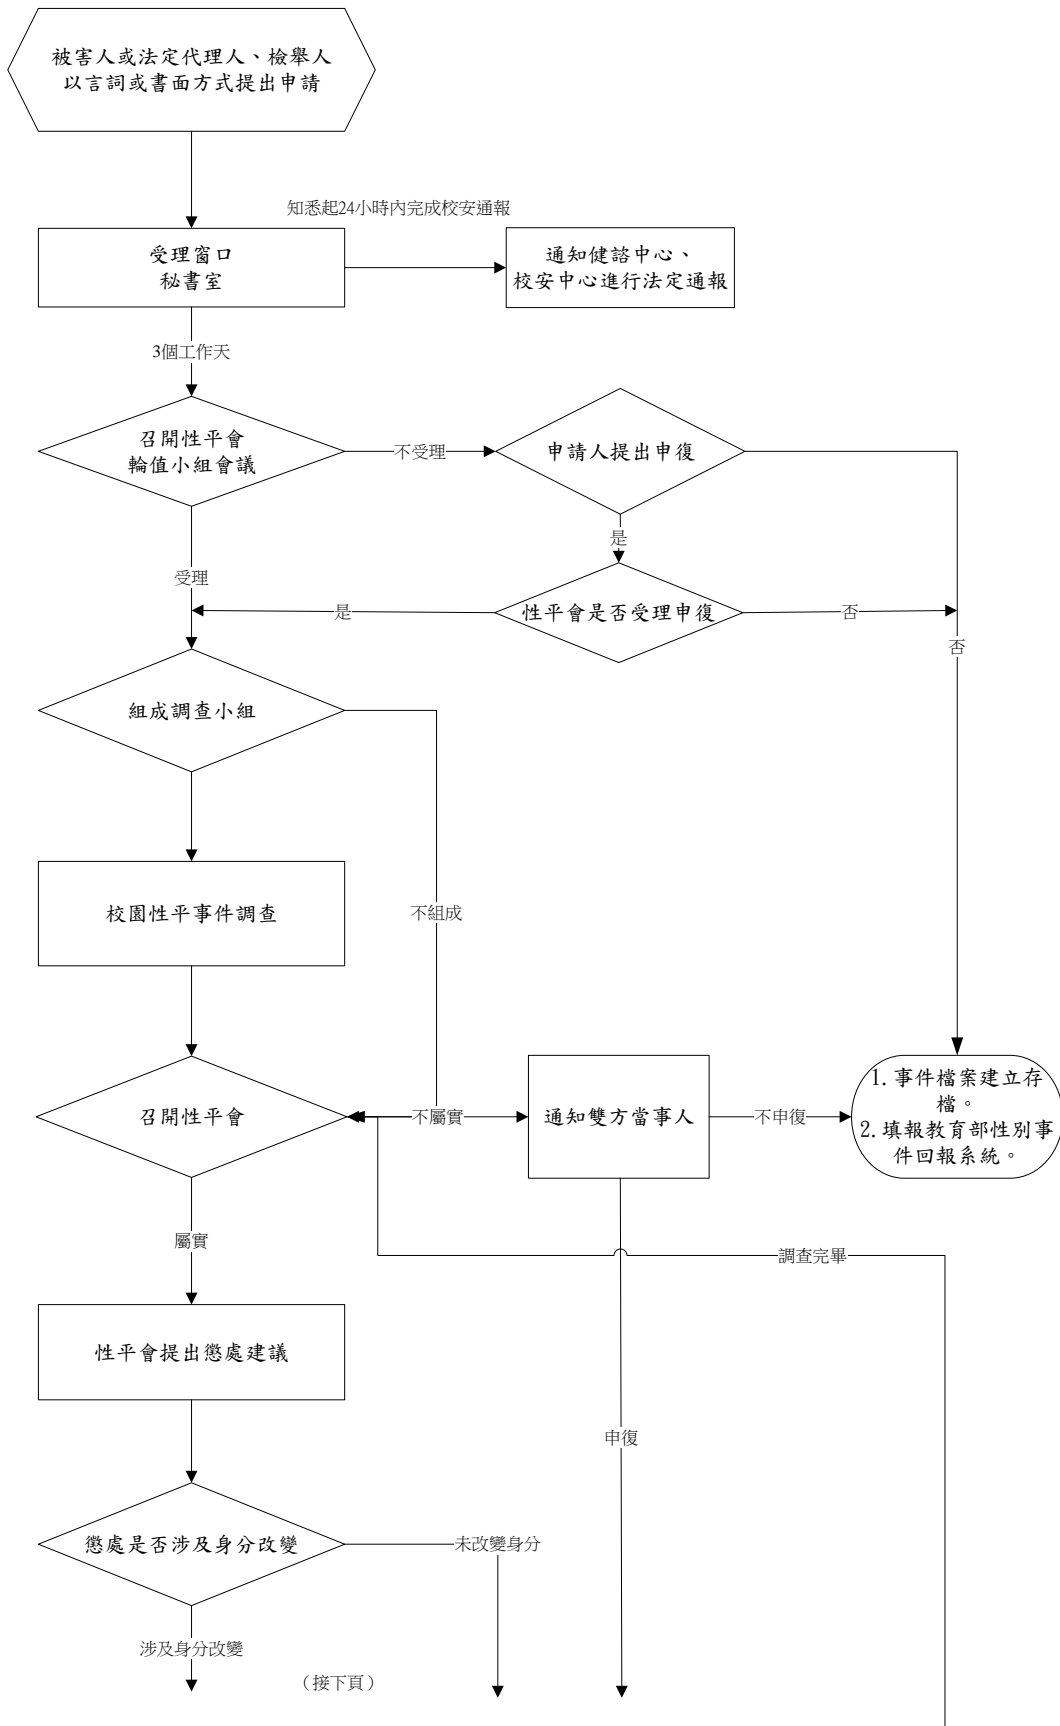 被害人或法定代理人、檢舉人
以言詞或書面方式提出申請
知悉起24小時內完成校安通報
受理窗口
秘書室
通知健諮中心、
校安中心進行法定通報
3個工作天
召開性平會
輪值小組會議
不受理
申請人提出申復
是
受理
是
性平會是否受理申復
否
否
組成調查小組
校園性平事件調查
不組成
召開性平會
不屬實
通知雙方當事人
不申復
1. 事件檔案建立存
檔。
2. 填報教育部性別事
件回報系統。
屬實
調查完畢
性平會提出懲處建議
申復
懲處是否涉及身分改變
未改變身分
涉及身分改變
（接下頁）